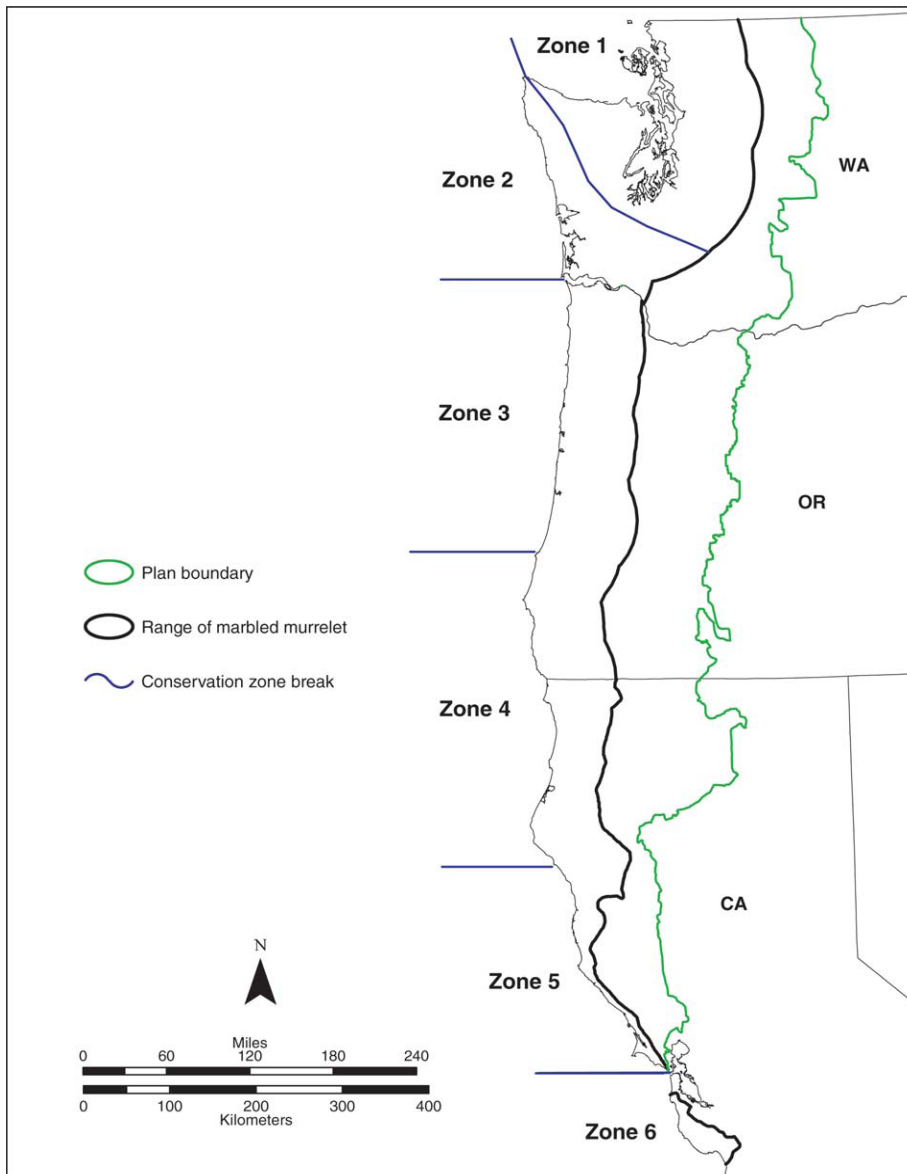 Zone 1
WA
Zone 2
Zone 3
OR
Plan boundary
Range of marbled murrelet
Conservation zone break
Zone 4
CA
N
Zone 5
Miles
0 60 120 180 240
0 100 200 300 400
Kilometers
Zone 6